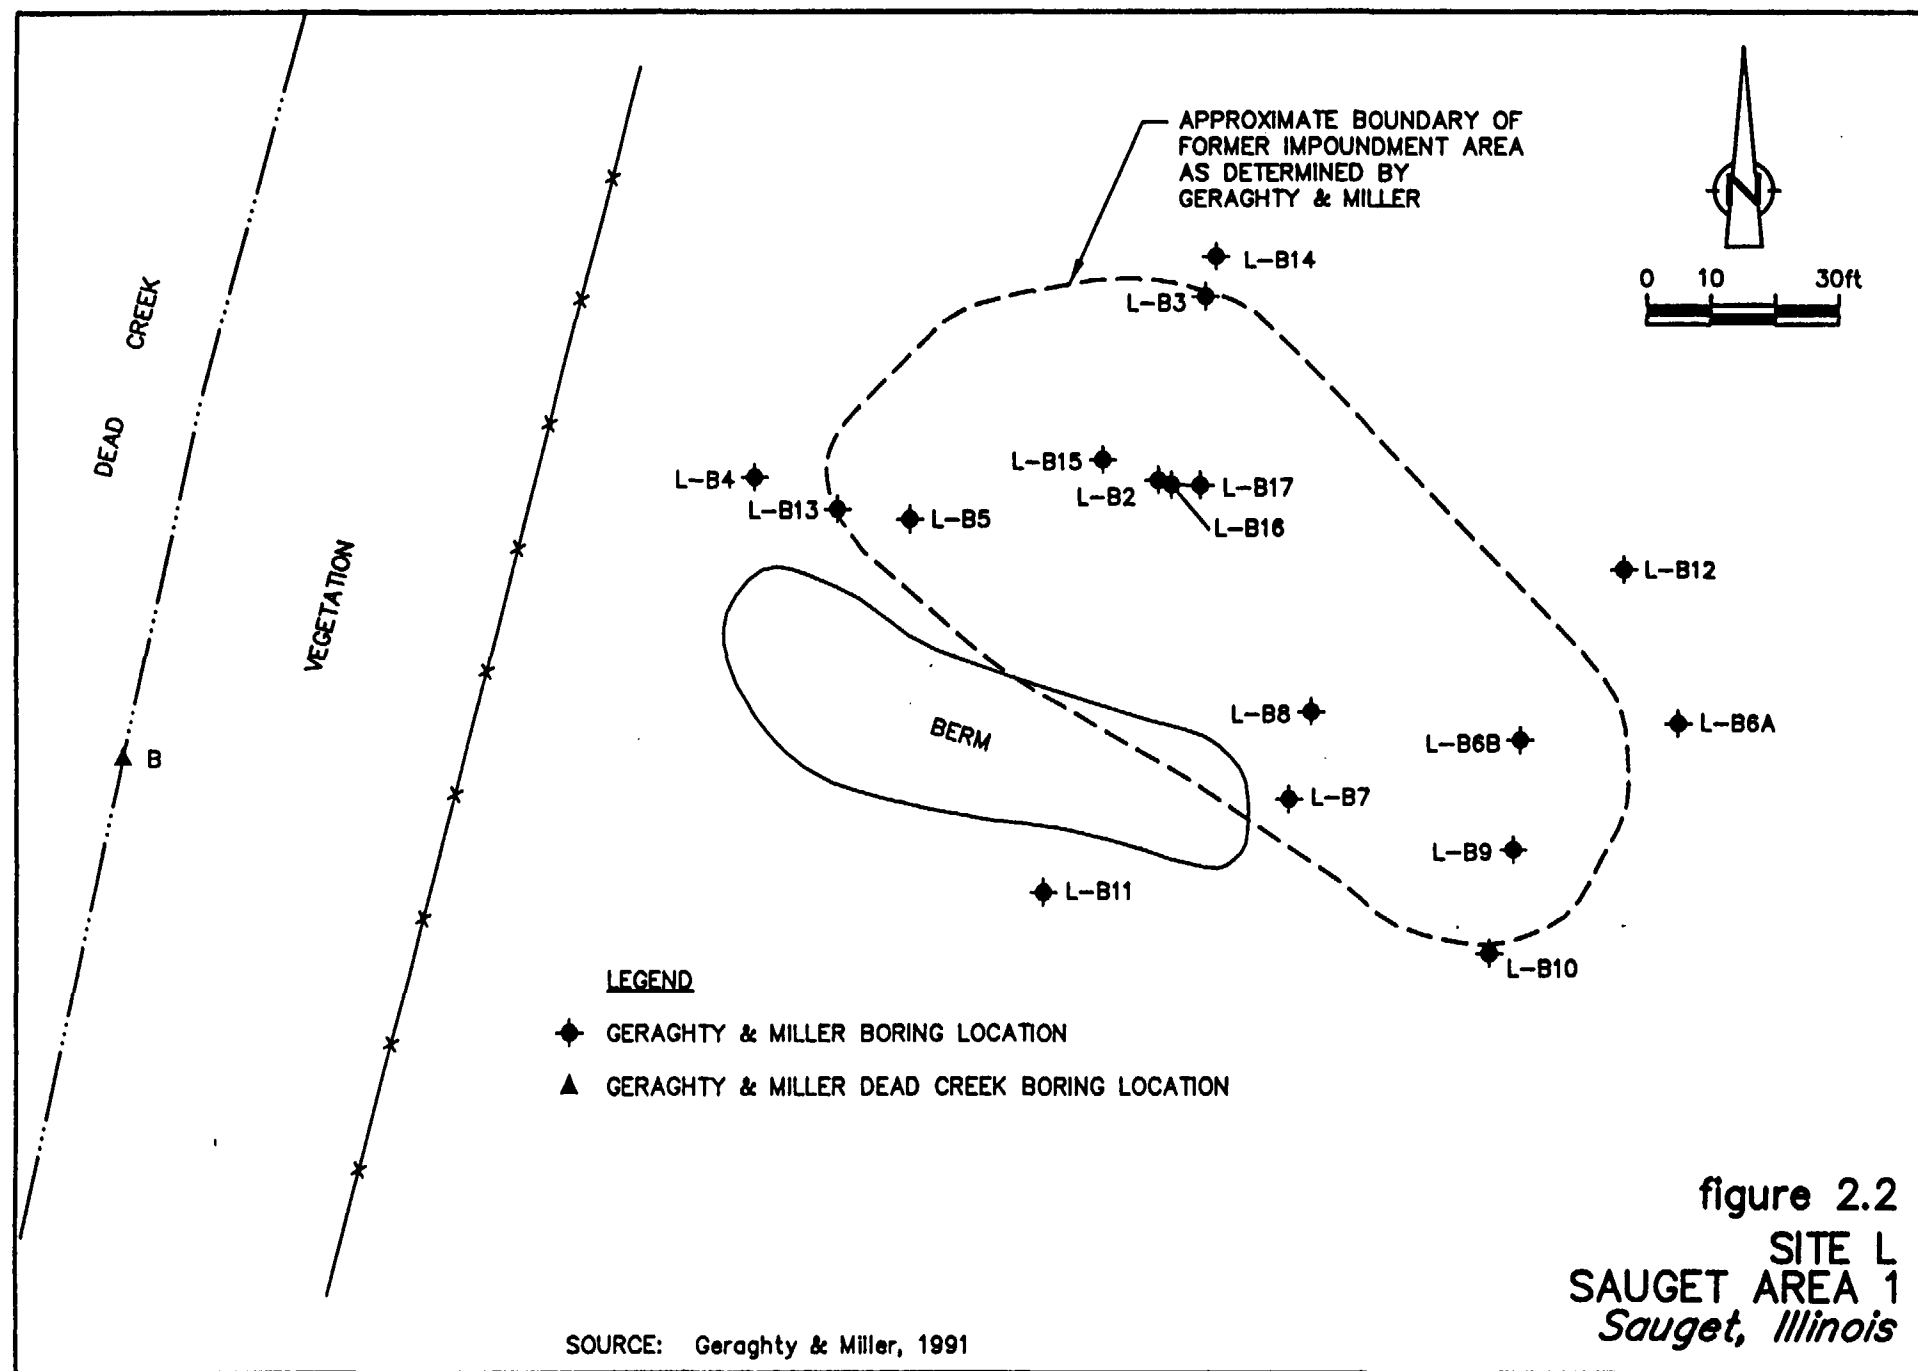 APPROXIMATE BOUNDARY OF
FORMER IMPOUNDMENT AREA
AS DETERMINED BY
GERAGHTY & MILLER
N
0 10 30ft
L-B14
L-B3
DEAD CREEK
L-B15
L-B4
L-B2
L-B17
L-B13
L-B5
L-B16
L-B12
VEGETATION
L-B8
L-B6A
BERM
L-B6B
B
L-B7
L-B9
L-B11
L-B10
LEGEND
GERAGHTY & MILLER BORING LOCATION
GERAGHTY & MILLER DEAD CREEK BORING LOCATION
figure 2.2
SITE L
SAUGET AREA 1
Sauget, Illinois
SOURCE: Geraghty & Miller, 1991